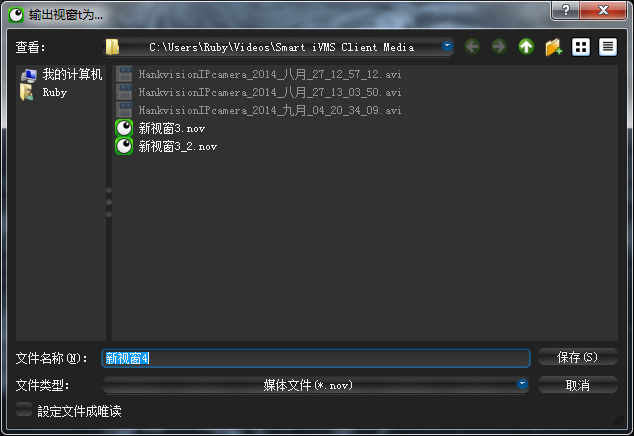 输出视窗t为...
?
查看:
C:\Users\Ruby\Videos\Smart iVMS Client Media
我的计算机
Ruby
HankvisionIPcamera_2014_八月_27_12_57_12.avi
HankvisionIPcamera_2014_八月_27_13_03_50.avi
HankvisionIPcamera_2014_九月_04_20_34_09.avi
新视窗3.nov
新视窗3_2.nov
文件名称(N):
新视窗4
保存(S)
文件类型:
媒体文件(*.nov)
取消
設定文件成唯读